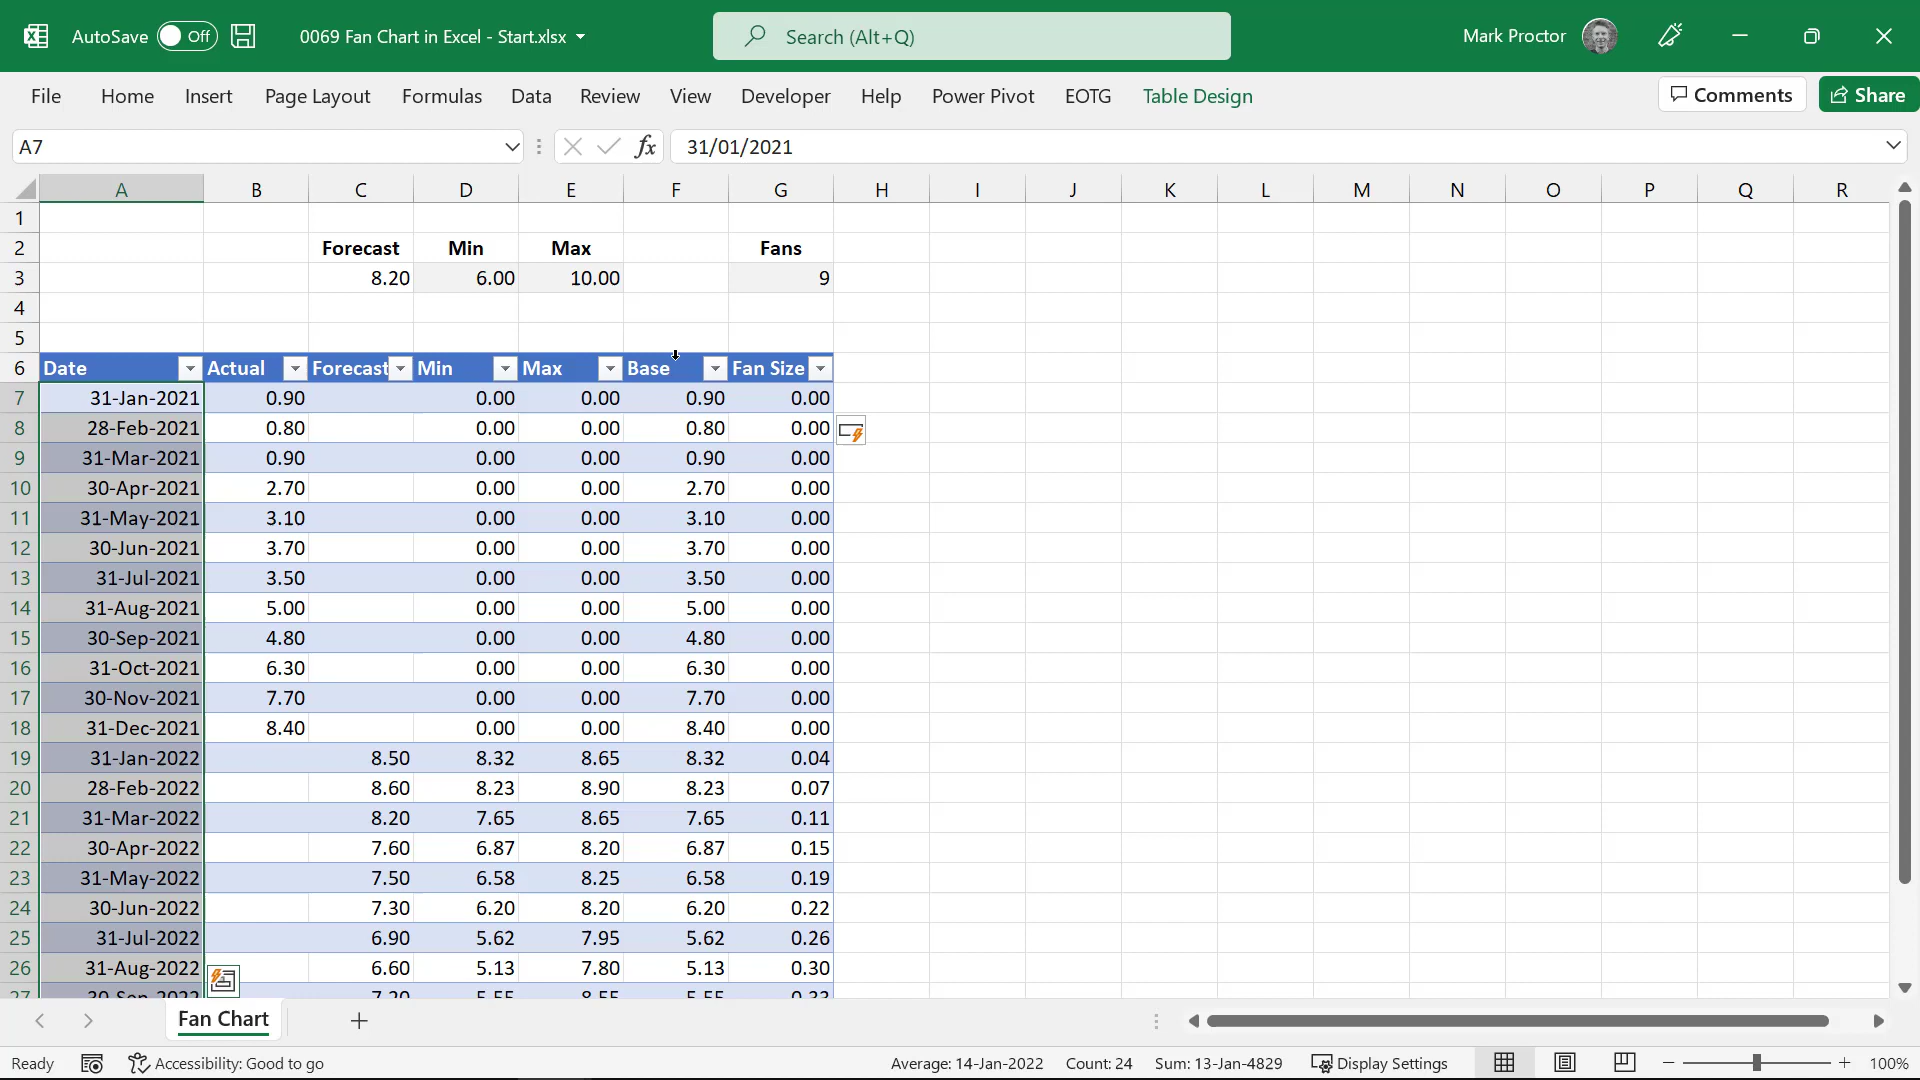 AutoSave Off 0069 Fan Chart in Excel - Start.xlsx Search (Alt+Q) Mark Proctor
File Home Insert Page Layout Formulas Data Review View Developer Help Power Pivot EOTG Table Design Comments Share
A7 fx 31/01/2021
A B C D E F G H I J K L M N O P Q R
1
2 Forecast Min Max Fans
3 8.20 6.00 10.00 9
4
5
6 Date Actual Forecast Min Max Base Fan Size
7 31-Jan-2021 0.90 0.00 0.00 0.90 0.00
8 28-Feb-2021 0.80 0.00 0.00 0.80 0.00
9 31-Mar-2021 0.90 0.00 0.00 0.90 0.00
10 30-Apr-2021 2.70 0.00 0.00 2.70 0.00
11 31-May-2021 3.10 0.00 0.00 3.10 0.00
12 30-Jun-2021 3.70 0.00 0.00 3.70 0.00
13 31-Jul-2021 3.50 0.00 0.00 3.50 0.00
14 31-Aug-2021 5.00 0.00 0.00 5.00 0.00
15 30-Sep-2021 4.80 0.00 0.00 4.80 0.00
16 31-Oct-2021 6.30 0.00 0.00 6.30 0.00
17 30-Nov-2021 7.70 0.00 0.00 7.70 0.00
18 31-Dec-2021 8.40 0.00 0.00 8.40 0.00
19 31-Jan-2022 8.50 8.32 8.65 8.32 0.04
20 28-Feb-2022 8.60 8.23 8.90 8.23 0.07
21 31-Mar-2022 8.20 7.65 8.65 7.65 0.11
22 30-Apr-2022 7.60 6.87 8.20 6.87 0.15
23 31-May-2022 7.50 6.58 8.25 6.58 0.19
24 30-Jun-2022 7.30 6.20 8.20 6.20 0.22
25 31-Jul-2022 6.90 5.62 7.95 5.62 0.26
26 31-Aug-2022 6.60 5.13 7.80 5.13 0.30
27 30-Sep-2022 7.20 5.55 8.55 5.55 0.33
Fan Chart
Ready Accessibility: Good to go Average: 14-Jan-2022 Count: 24 Sum: 13-Jan-4829 Display Settings 100%